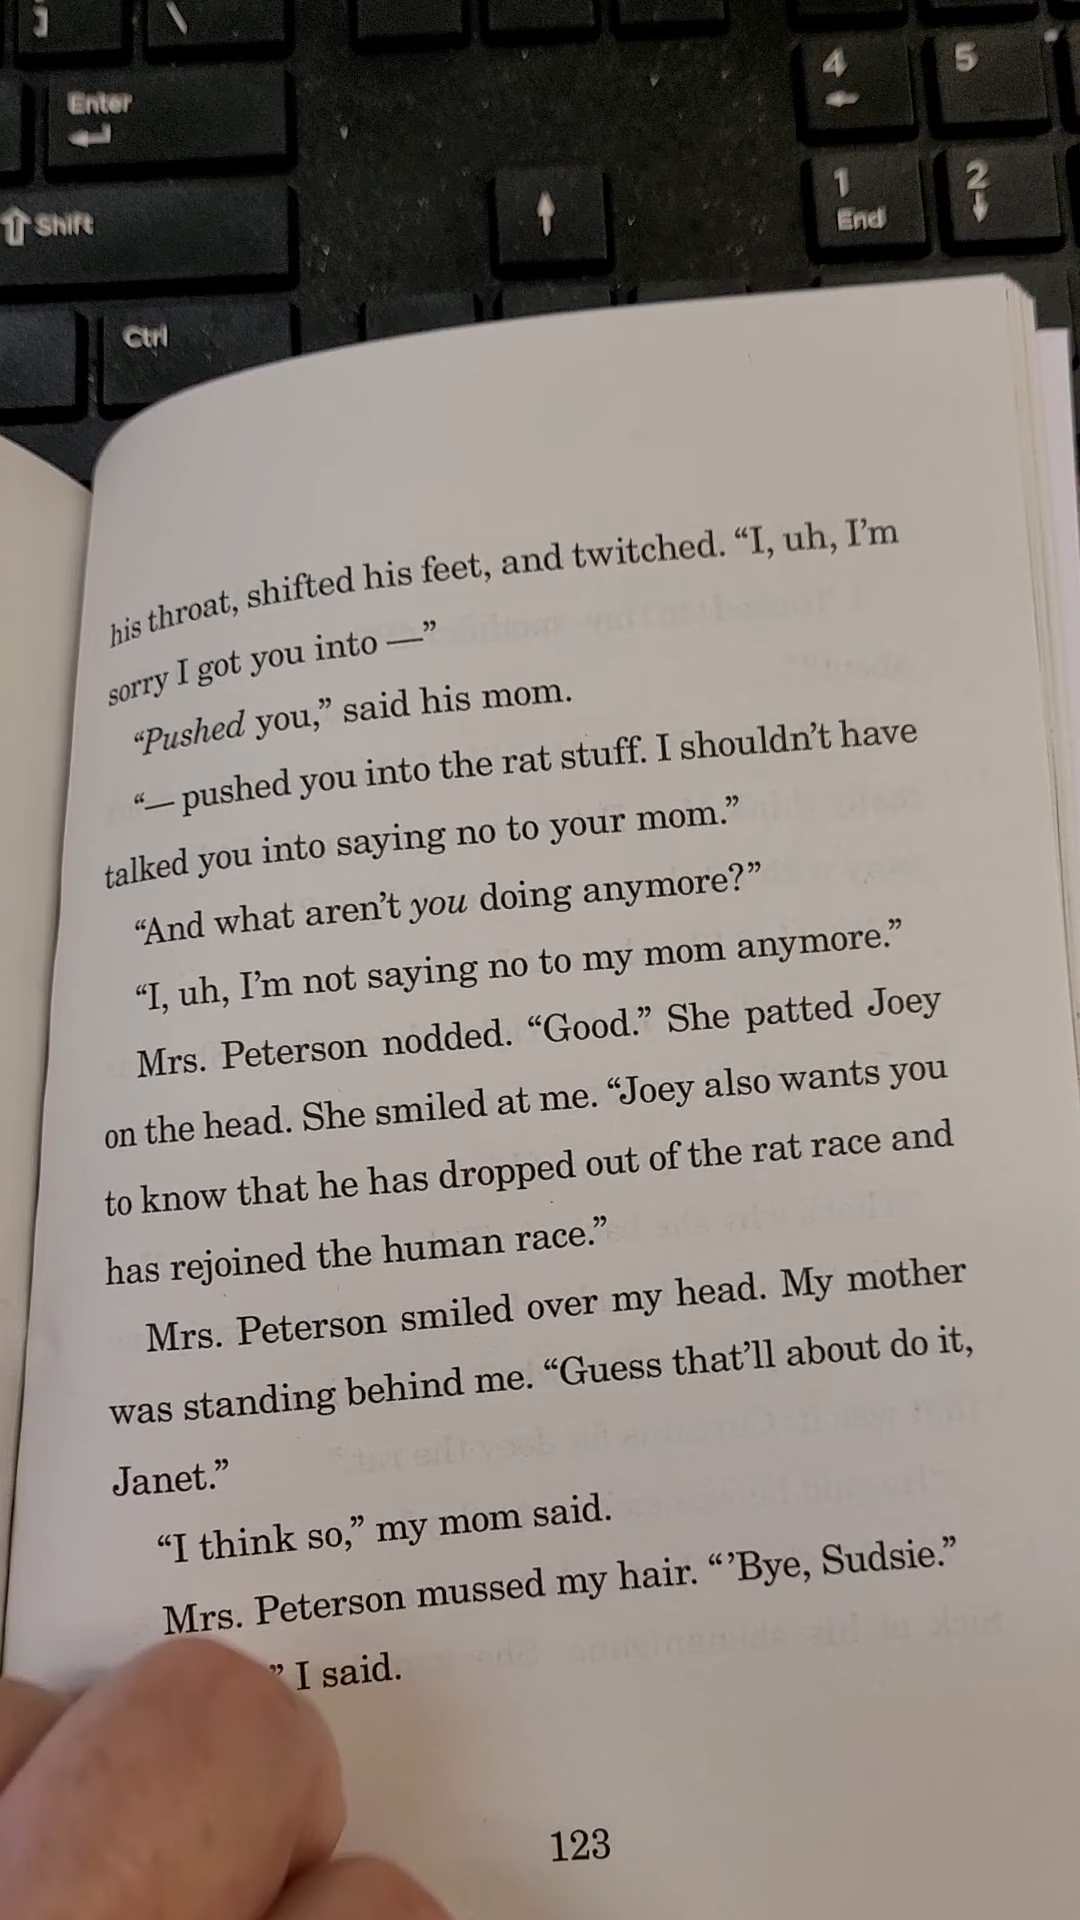 ]
\
4
5
Enter
1
End
2
Shift
Ctrl
his throat, shifted his feet, and twitched. “I, uh, I’m
sorry I got you into —”
“Pushed you,” said his mom.
“— pushed you into the rat stuff. I shouldn’t have
talked you into saying no to your mom.”
“And what aren’t you doing anymore?”
“I, uh, I’m not saying no to my mom anymore.”
Mrs. Peterson nodded. “Good.” She patted Joey
on the head. She smiled at me. “Joey also wants you
to know that he has dropped out of the rat race and
has rejoined the human race.”
Mrs. Peterson smiled over my head. My mother
was standing behind me. “Guess that’ll about do it,
Janet.”
“I think so,” my mom said.
Mrs. Peterson mussed my hair. “’Bye, Sudsie.”
” I said.
123